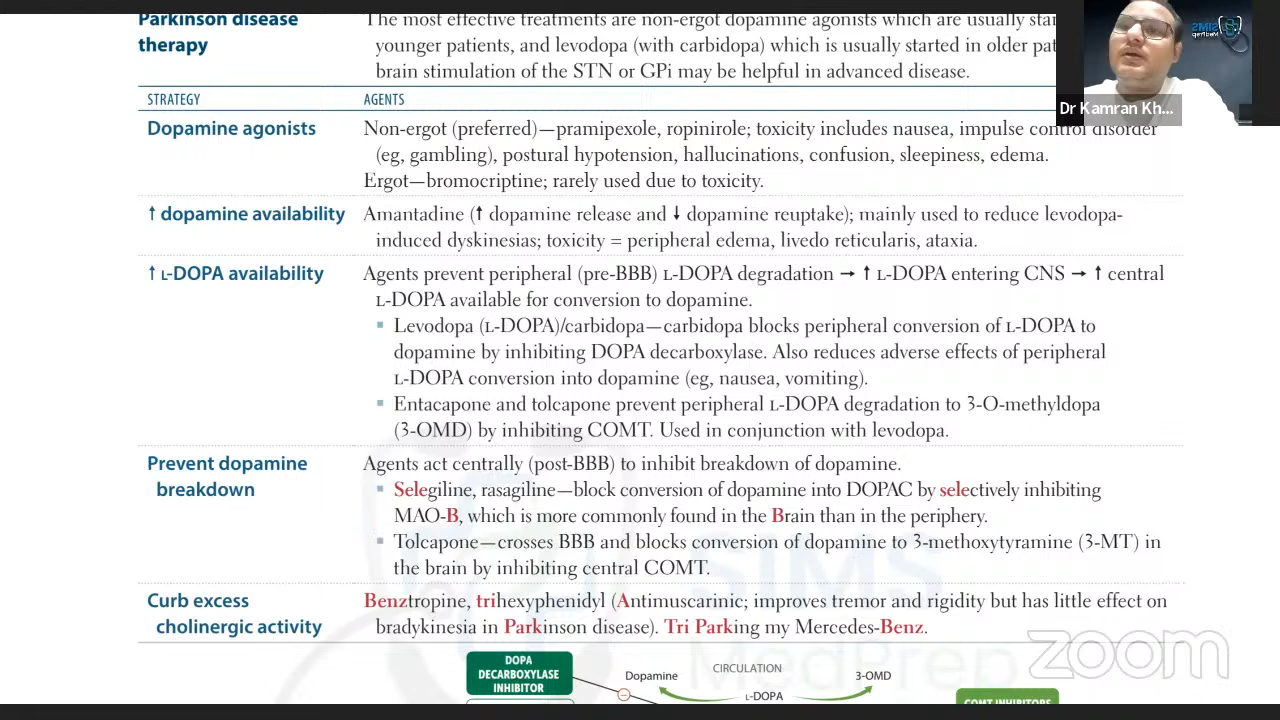 Parkinson disease
therapy
The most effective treatments are non-ergot dopamine agonists which are usually
younger patients, and levodopa (with carbidopa) which is usually started in older
brain stimulation of the STN or GPi may be helpful in advanced disease.
STRATEGY
AGENTS
Dopamine agonists
Non-ergot (preferred)—pramipexole, ropinirole; toxicity includes nausea, impulse control disorder
(eg, gambling), postural hypotension, hallucinations, confusion, sleepiness, edema.
Ergot—bromocriptine; rarely used due to toxicity.
↑ dopamine availability
Amantadine (↑ dopamine release and ↓ dopamine reuptake); mainly used to reduce levodopa-
induced dyskinesias; toxicity = peripheral edema, livedo reticularis, ataxia.
↑ L-DOPA availability
Agents prevent peripheral (pre-BBB) L-DOPA degradation → ↑ L-DOPA entering CNS → ↑ central
L-DOPA available for conversion to dopamine.
Levodopa (L-DOPA)/carbidopa—carbidopa blocks peripheral conversion of L-DOPA to
dopamine by inhibiting DOPA decarboxylase. Also reduces adverse effects of peripheral
L-DOPA conversion into dopamine (eg, nausea, vomiting).
Entacapone and tolcapone prevent peripheral L-DOPA degradation to 3-O-methyldopa
(3-OMD) by inhibiting COMT. Used in conjunction with levodopa.
Prevent dopamine
breakdown
Agents act centrally (post-BBB) to inhibit breakdown of dopamine.
Selegiline, rasagiline—block conversion of dopamine into DOPAC by selectively inhibiting
MAO-B, which is more commonly found in the Brain than in the periphery.
Tolcapone—crosses BBB and blocks conversion of dopamine to 3-methoxytyramine (3-MT) in
the brain by inhibiting central COMT.
Curb excess
cholinergic activity
Benztropine, trihexyphenidyl (Antimuscarinic; improves tremor and rigidity but has little effect on
bradykinesia in Parkinson disease). Tri Parking my Mercedes-Benz.
DOPA
DECARBOXYLASE
INHIBITOR
Dopamine
CIRCULATION
L-DOPA
3-OMD
COMT INHIBITORS
Dr Kamran Kh...
SIMS
MedPrep
zoom
SIMS